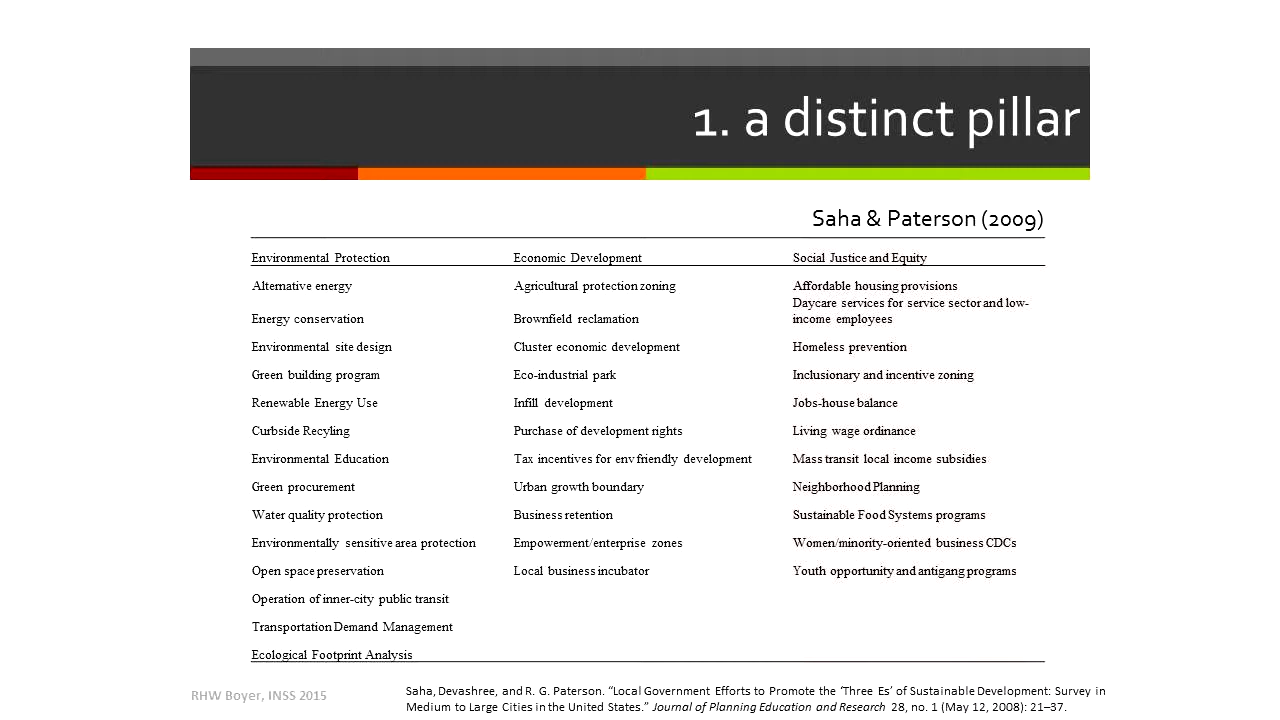 1. a distinct pillar
Saha & Paterson (2009)
Environmental Protection Economic Development Social Justice and Equity
Alternative energy Agricultural protection zoning Affordable housing provisions
Daycare services for service sector and low-
Energy conservation Brownfield reclamation income employees
Environmental site design Cluster economic development Homeless prevention
Green building program Eco-industrial park Inclusionary and incentive zoning
Renewable Energy Use Infill development Jobs-house balance
Curbside Recyling Purchase of development rights Living wage ordinance
Environmental Education Tax incentives for env friendly development Mass transit local income subsidies
Green procurement Urban growth boundary Neighborhood Planning
Water quality protection Business retention Sustainable Food Systems programs
Environmentally sensitive area protection Empowerment/enterprise zones Women/minority-oriented business CDCs
Open space preservation Local business incubator Youth opportunity and antigang programs
Operation of inner-city public transit
Transportation Demand Management
Ecological Footprint Analysis
RHW Boyer, INSS 2015
Saha, Devashree, and R. G. Paterson. “Local Government Efforts to Promote the ‘Three Es’ of Sustainable Development: Survey in
Medium to Large Cities in the United States.” Journal of Planning Education and Research 28, no. 1 (May 12, 2008): 21–37.